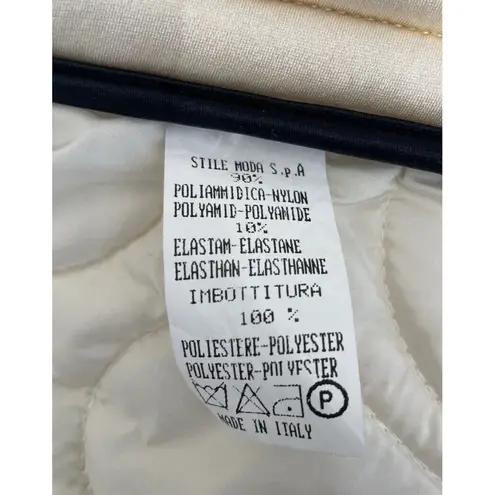 STILE MODA S.p.A
90%
POLIAMMIDICA-NYLON
POLYAMID-POLYANIDE
10%
ELASTAM-ELASTANE
ELASTHAN-ELASTHANNE
IMBOTTITURA
100 %
POLIESTERE-POLYESTER
POLYESTER-POLYESTER
P
MADE IN ITALY